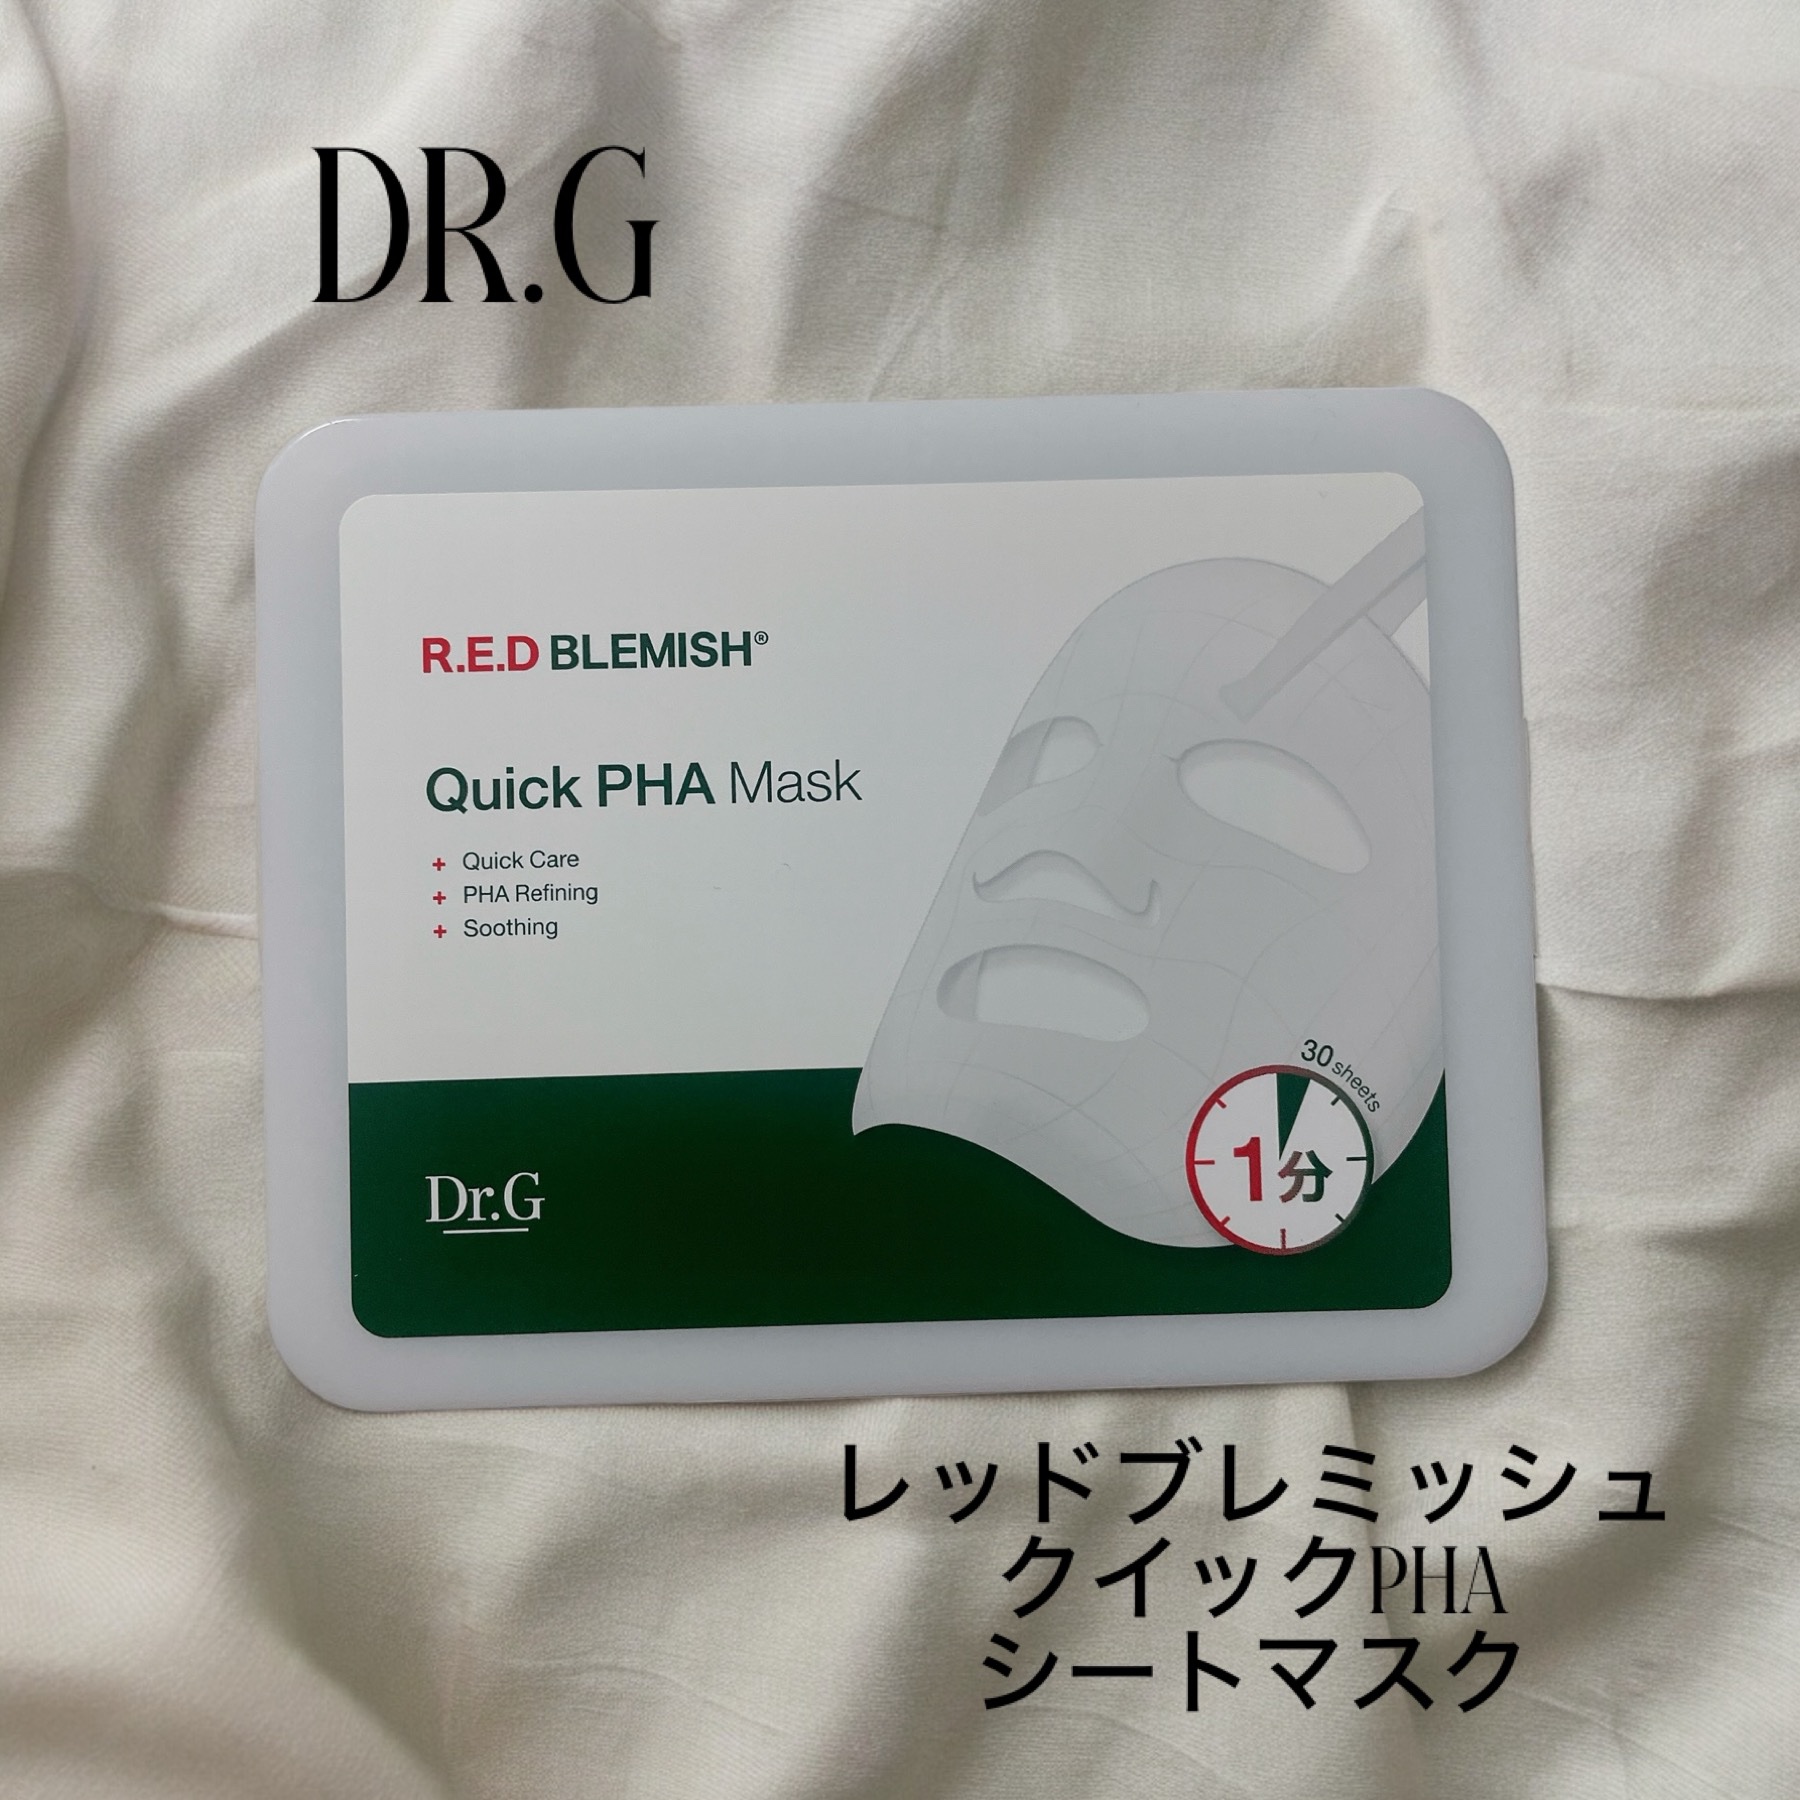 DR.G
R.E.D BLEMISH®
Quick PHA Mask
+ Quick Care
+ PHA Refining
+ Soothing
30 sheets
1分
Dr.G
レッドブレミッシュ
クイックPHA
シートマスク